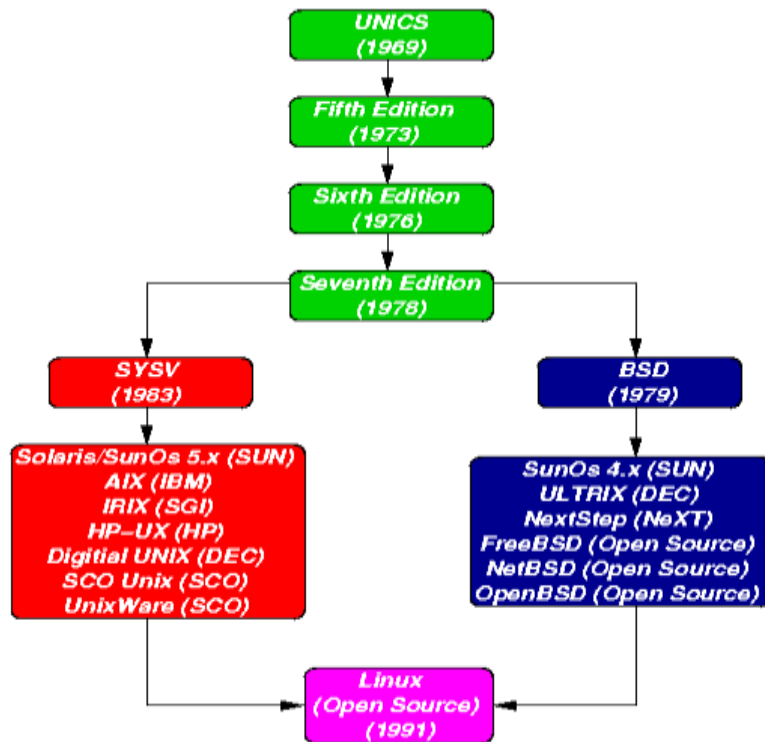 UNICS
(1969)
Fifth Edition
(1973)
Sixth Edition
(1976)
Seventh Edition
(1978)
SYSV
(1983)
BSD
(1979)
Solaris/SunOs 5.x (SUN)
AIX (IBM)
IRIX (SGI)
HP-UX (HP)
Digitial UNIX (DEC)
SCO Unix (SCO)
UnixWare (SCO)
SunOs 4.x (SUN)
ULTRIX (DEC)
NextStep (NeXT)
FreeBSD (Open Source)
NetBSD (Open Source)
OpenBSD (Open Source)
Linux
(Open Source)
(1991)